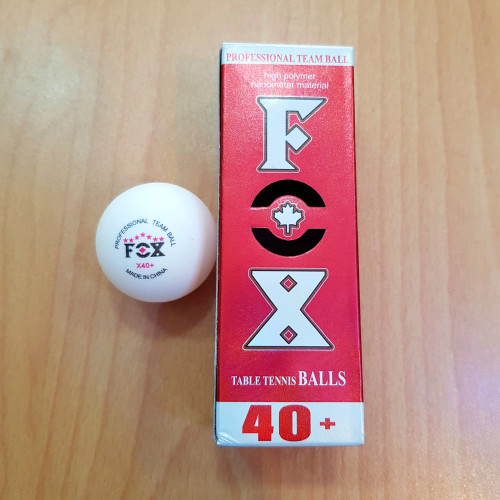 PROFESSIONAL TEAM BALL
high polymer
nanometer material
FOX
TABLE TENNIS BALLS
40+
PROFESSIONAL TEAM BALL
FOX
X40+
MADE IN CHINA